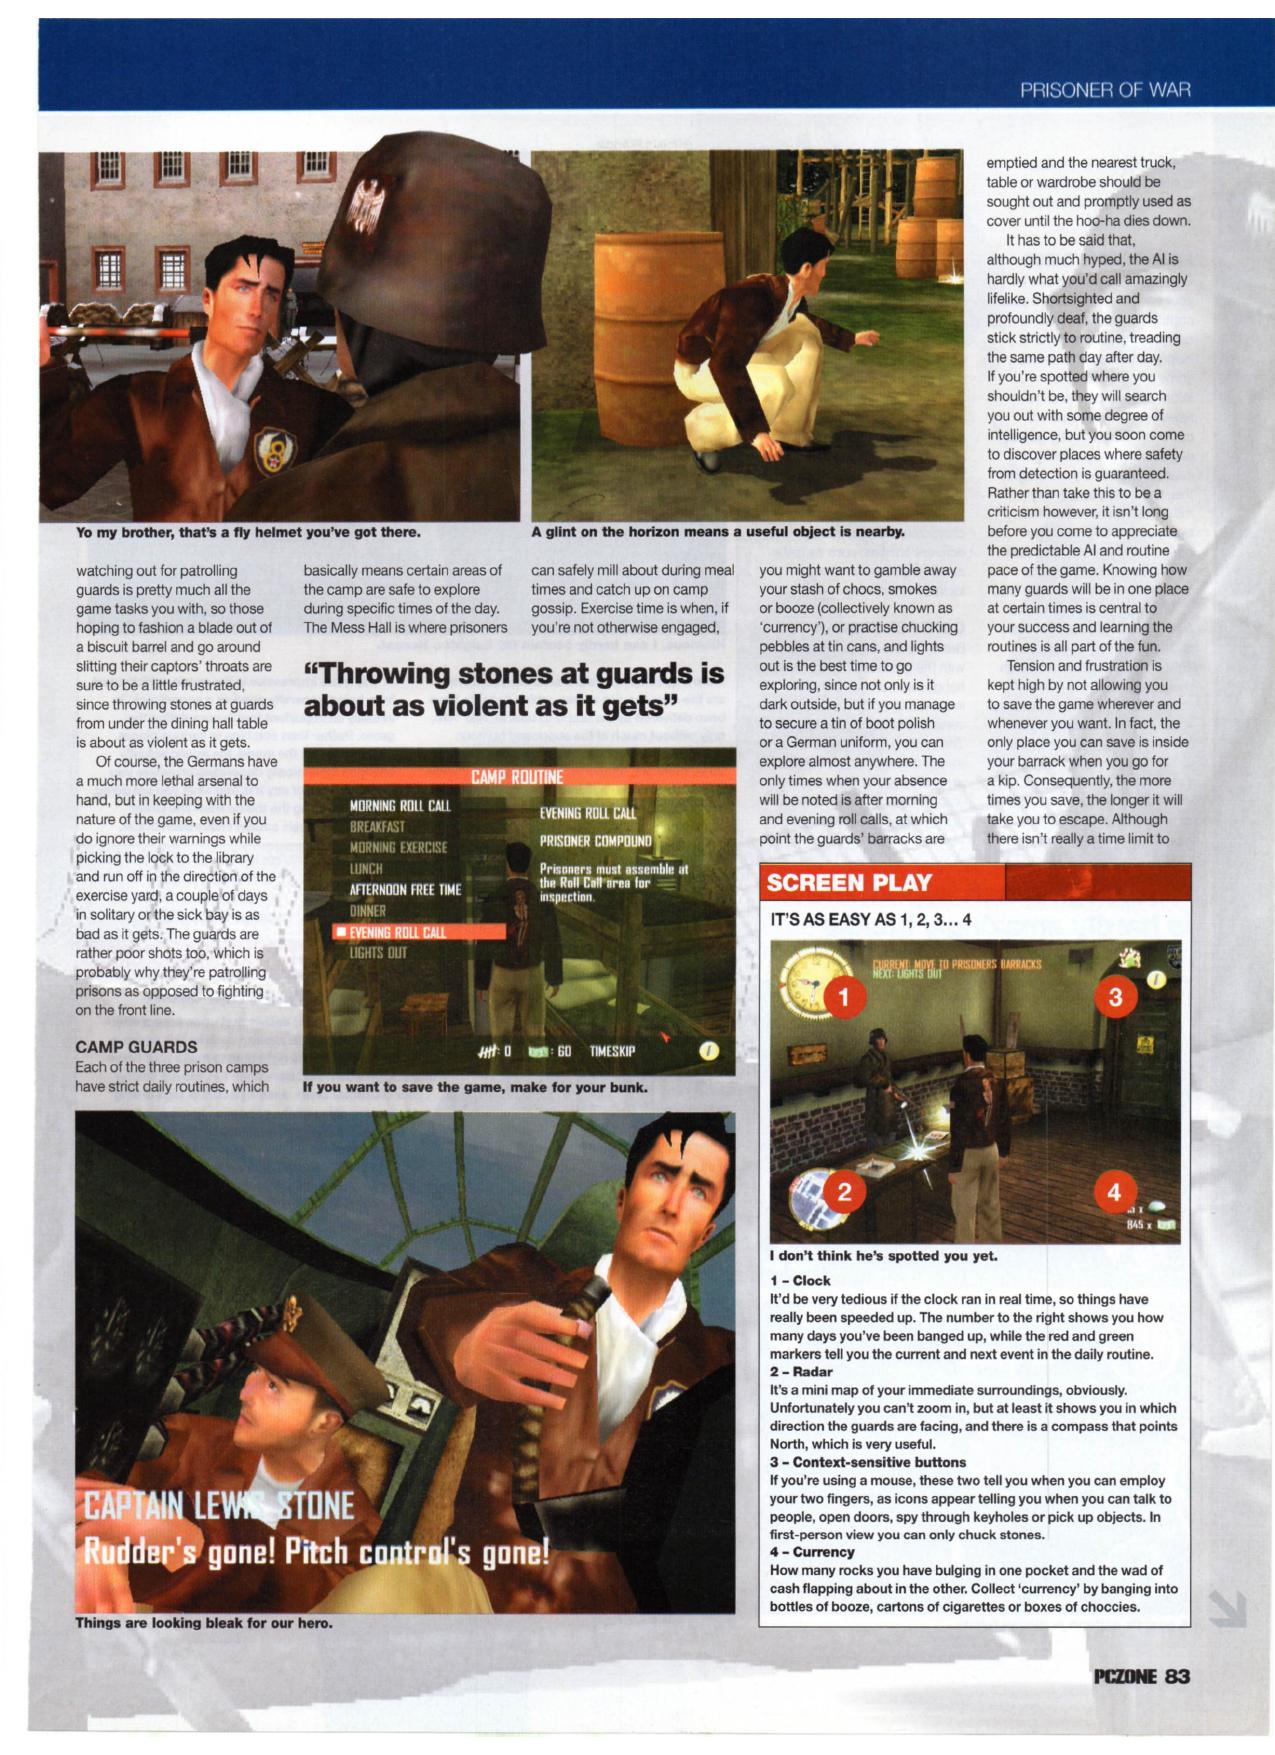 PRISONER OF WAR
Yo my brother, that's a fly helmet you've got there.
A glint on the horizon means a useful object is nearby.
watching out for patrolling
guards is pretty much all the
game tasks you with, so those
hoping to fashion a blade out of
a biscuit barrel and go around
slitting their captors' throats are
sure to be a little frustrated,
since throwing stones at guards
from under the dining hall table
is about as violent as it gets.
Of course, the Germans have
a much more lethal arsenal to
hand, but in keeping with the
nature of the game, even if you
do ignore their warnings while
picking the lock to the library
and run off in the direction of the
exercise yard, a couple of days
in solitary or the sick bay is as
bad as it gets. The guards are
rather poor shots too, which is
probably why they're patrolling
prisons as opposed to fighting
on the front line.
CAMP GUARDS
Each of the three prison camps
have strict daily routines, which
basically means certain areas of
the camp are safe to explore
during specific times of the day.
The Mess Hall is where prisoners
can safely mill about during meal
times and catch up on camp
gossip. Exercise time is when, if
you're not otherwise engaged,
"Throwing stones at guards is
about as violent as it gets"
CAMP ROUTINE
MORNING ROLL CALL
BREAKFAST
MORNING EXERCISE
LUNCH
AFTERNOON FREE TIME
DINNER
EVENING ROLL CALL
LIGHTS OUT
EVENING ROLL CALL
PRISONER COMPOUND
Prisoners must assemble at
the Roll Call area for
inspection.
: 0 : 60 TIMESKIP
If you want to save the game, make for your bunk.
CAPTAIN LEWIS STONE
Rudder's gone! Pitch control's gone!
Things are looking bleak for our hero.
you might want to gamble away
your stash of chocs, smokes
or booze (collectively known as
'currency'), or practise chucking
pebbles at tin cans, and lights
out is the best time to go
exploring, since not only is it
dark outside, but if you manage
to secure a tin of boot polish
or a German uniform, you can
explore almost anywhere. The
only times when your absence
will be noted is after morning
and evening roll calls, at which
point the guards' barracks are
emptied and the nearest truck,
table or wardrobe should be
sought out and promptly used as
cover until the hoo-ha dies down.
It has to be said that,
although much hyped, the AI is
hardly what you'd call amazingly
lifelike. Shortsighted and
profoundly deaf, the guards
stick strictly to routine, treading
the same path day after day.
If you're spotted where you
shouldn't be, they will search
you out with some degree of
intelligence, but you soon come
to discover places where safety
from detection is guaranteed.
Rather than take this to be a
criticism however, it isn't long
before you come to appreciate
the predictable AI and routine
pace of the game. Knowing how
many guards will be in one place
at certain times is central to
your success and learning the
routines is all part of the fun.
Tension and frustration is
kept high by not allowing you
to save the game wherever and
whenever you want. In fact, the
only place you can save is inside
your barrack when you go for
a kip. Consequently, the more
times you save, the longer it will
take you to escape. Although
there isn't really a time limit to
SCREEN PLAY
IT'S AS EASY AS 1, 2, 3... 4
CURRENT: MOVE TO PRISONERS BARRACKS
NEXT: LIGHTS OUT
1
3
2
4
845 x
I don't think he's spotted you yet.
1 – Clock
It'd be very tedious if the clock ran in real time, so things have
really been speeded up. The number to the right shows you how
many days you've been banged up, while the red and green
markers tell you the current and next event in the daily routine.
2 – Radar
It's a mini map of your immediate surroundings, obviously.
Unfortunately you can't zoom in, but at least it shows you in which
direction the guards are facing, and there is a compass that points
North, which is very useful.
3 – Context-sensitive buttons
If you're using a mouse, these two tell you when you can employ
your two fingers, as icons appear telling you when you can talk to
people, open doors, spy through keyholes or pick up objects. In
first-person view you can only chuck stones.
4 – Currency
How many rocks you have bulging in one pocket and the wad of
cash flapping about in the other. Collect 'currency' by banging into
bottles of booze, cartons of cigarettes or boxes of choccies.
PCZONE 83